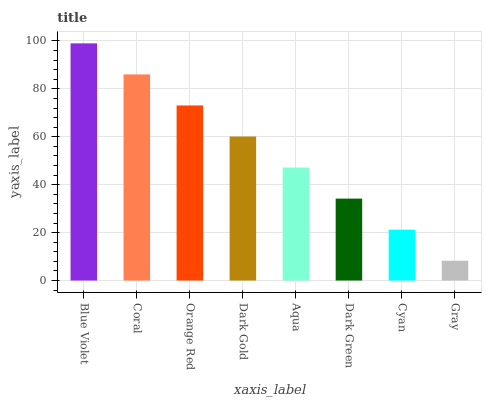 title
100
80
60
40
20
0
yaxis_label
Blue Violet
Coral
Orange Red
Dark Gold
Aqua
Dark Green
Cyan
Gray
xaxis_label